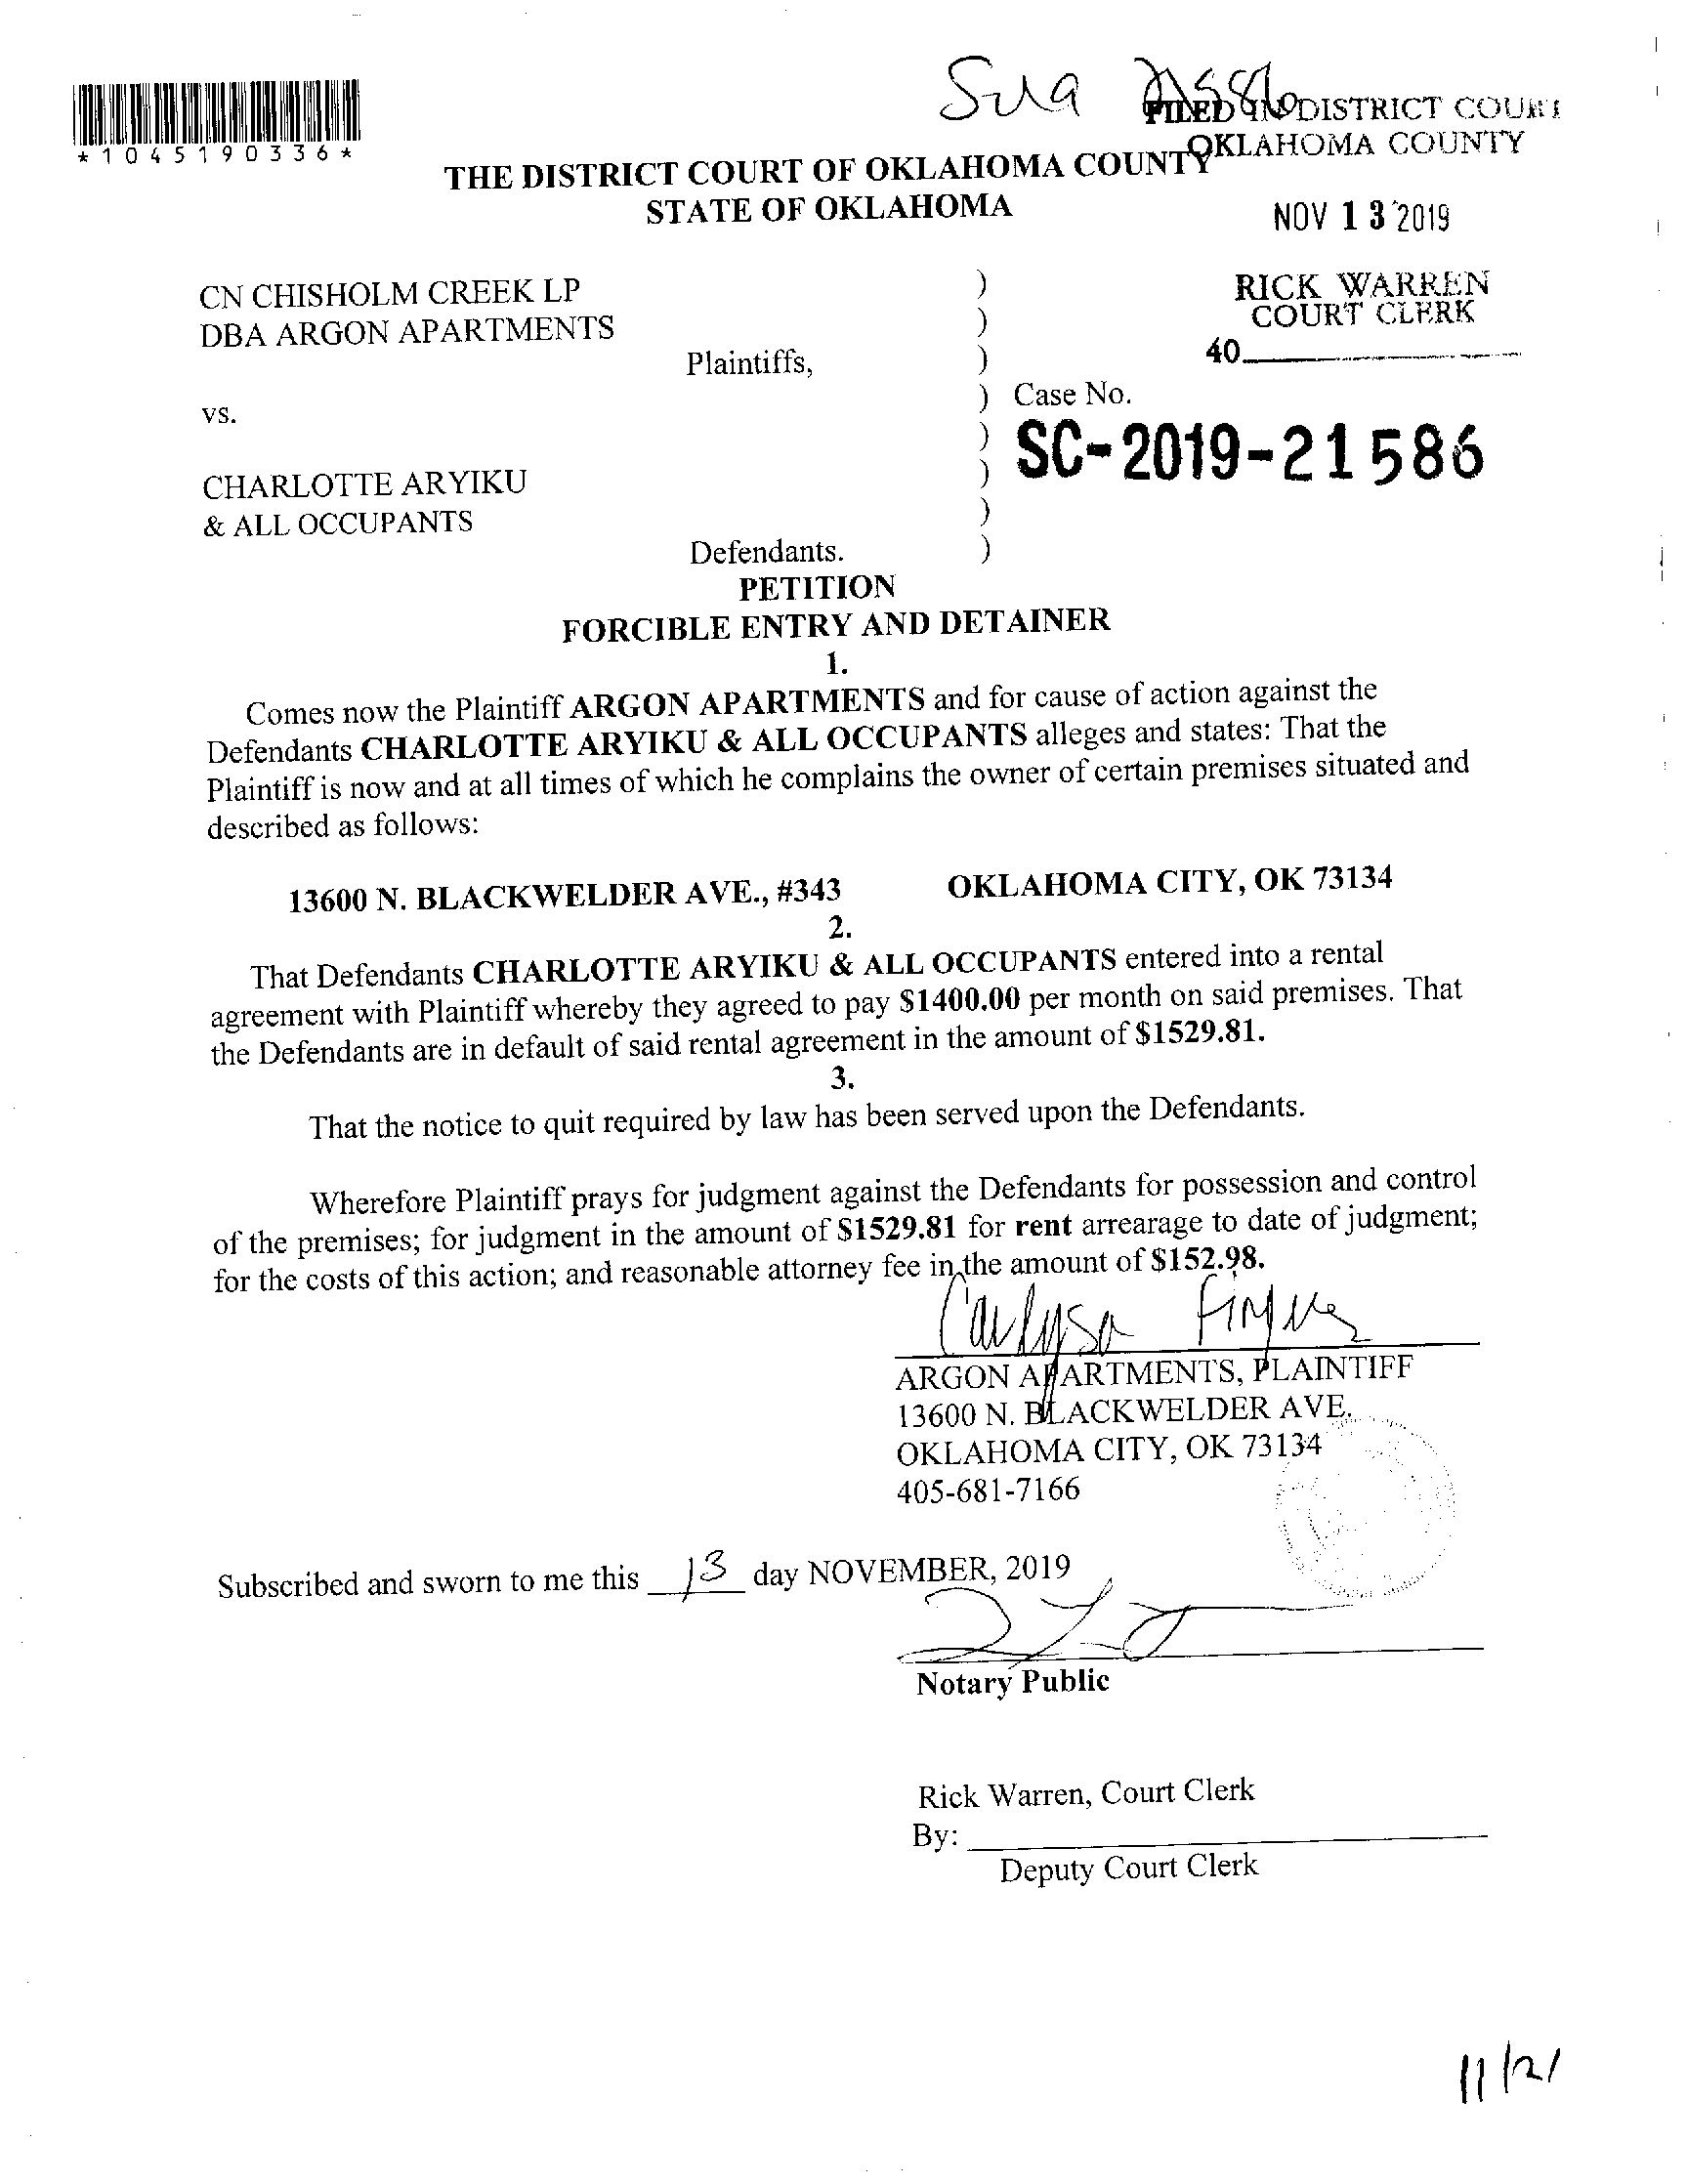 *1045190336*
FILED IN DISTRICT COURT
OKLAHOMA COUNTY
THE DISTRICT COURT OF OKLAHOMA COUNTY
STATE OF OKLAHOMA
NOV 13 2019
RICK WARREN
COURT CLERK
40
CN CHISHOLM CREEK LP
DBA ARGON APARTMENTS
Plaintiffs,
vs.
)
)
)
)
)
)
)
)
Case No.
SC-2019-21586
CHARLOTTE ARYIKU
& ALL OCCUPANTS
Defendants.
PETITION
FORCIBLE ENTRY AND DETAINER
1.
Comes now the Plaintiff ARGON APARTMENTS and for cause of action against the
Defendants CHARLOTTE ARYIKU & ALL OCCUPANTS alleges and states: That the
Plaintiff is now and at all times of which he complains the owner of certain premises situated and
described as follows:
13600 N. BLACKWELDER AVE., #343 OKLAHOMA CITY, OK 73134
2.
That Defendants CHARLOTTE ARYIKU & ALL OCCUPANTS entered into a rental
agreement with Plaintiff whereby they agreed to pay $1400.00 per month on said premises. That
the Defendants are in default of said rental agreement in the amount of $1529.81.
3.
That the notice to quit required by law has been served upon the Defendants.
Wherefore Plaintiff prays for judgment against the Defendants for possession and control
of the premises; for judgment in the amount of $1529.81 for rent arrearage to date of judgment;
for the costs of this action; and reasonable attorney fee in the amount of $152.98.
ARGON APARTMENTS, PLAINTIFF
13600 N. BLACKWELDER AVE.
OKLAHOMA CITY, OK 73134
405-681-7166
Subscribed and sworn to me this 13 day NOVEMBER, 2019
Notary Public
Rick Warren, Court Clerk
By:
Deputy Court Clerk
11/21